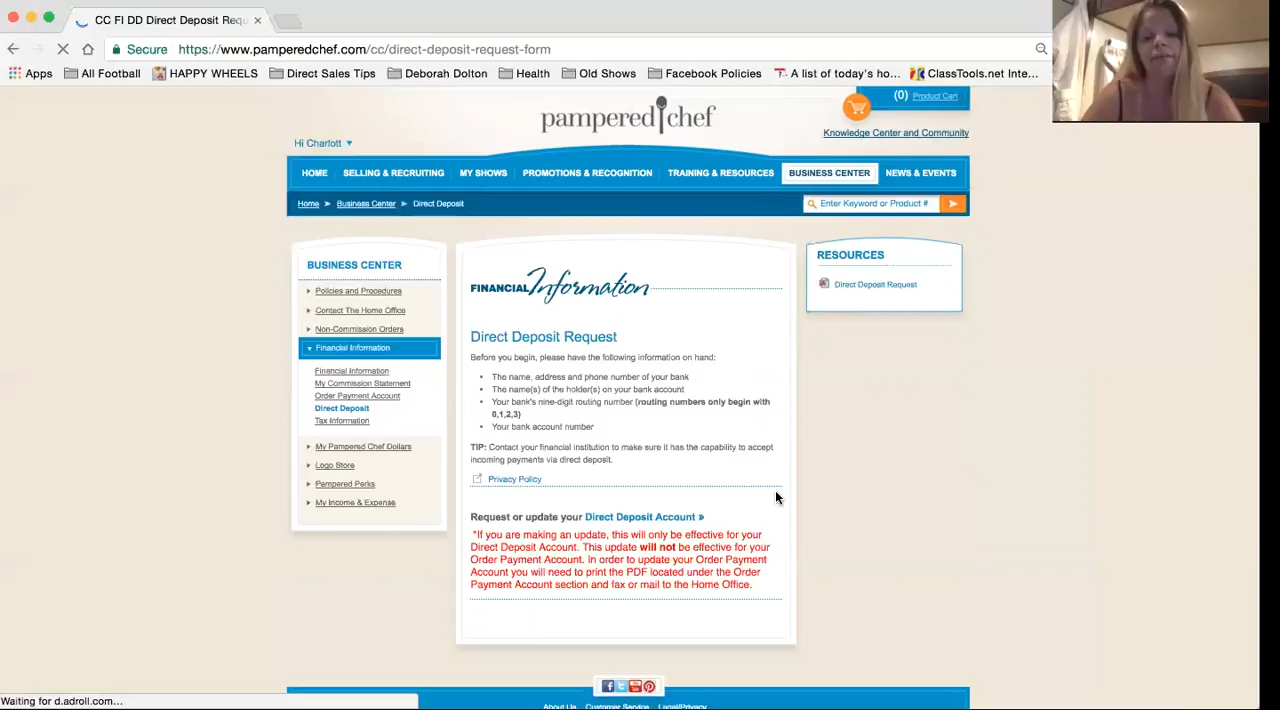 CC FI DD Direct Deposit Requ
Secure https://www.pamperedchef.com/cc/direct-deposit-request-form
Apps All Football HAPPY WHEELS Direct Sales Tips Deborah Dolton Health Old Shows Facebook Policies A list of today's ho... ClassTools.net Inte...
pampered chef
(0) Product Cart
Knowledge Center and Community
Hi Charlott
HOME SELLING & RECRUITING MY SHOWS PROMOTIONS & RECOGNITION TRAINING & RESOURCES BUSINESS CENTER NEWS & EVENTS
Home Business Center Direct Deposit
Enter Keyword or Product #
BUSINESS CENTER
Policies and Procedures
Contact The Home Office
Non-Commission Orders
Financial Information
Financial Information
My Commission Statement
Order Payment Account
Direct Deposit
Tax Information
My Pampered Chef Dollars
Logo Store
Pampered Perks
My Income & Expense
FINANCIAL Information
Direct Deposit Request
Before you begin, please have the following information on hand:
• The name, address and phone number of your bank
• The name(s) of the holder(s) on your bank account
• Your bank's nine-digit routing number (routing numbers only begin with
0,1,2,3)
• Your bank account number
TIP: Contact your financial institution to make sure it has the capability to accept
incoming payments via direct deposit.
Privacy Policy
Request or update your Direct Deposit Account »
*If you are making an update, this will only be effective for your
Direct Deposit Account. This update will not be effective for your
Order Payment Account. In order to update your Order Payment
Account you will need to print the PDF located under the Order
Payment Account section and fax or mail to the Home Office.
RESOURCES
Direct Deposit Request
About Us Customer Service Legal/Privacy
Waiting for d.adroll.com...